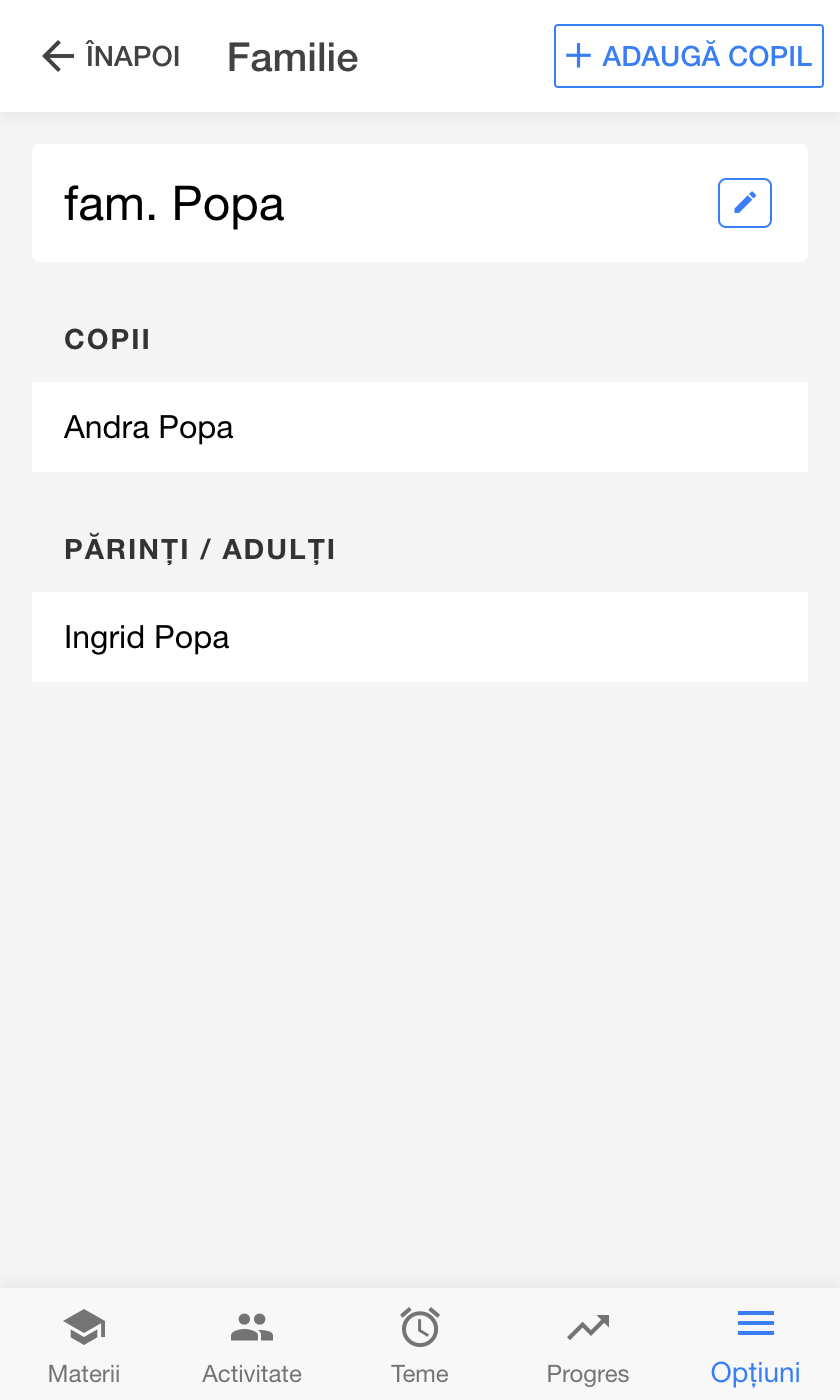 ÎNAPOI Familie + ADAUGĂ COPIL
fam. Popa
COPII
Andra Popa
PĂRINȚI / ADULȚI
Ingrid Popa
Materii Activitate Teme Progres Opțiuni